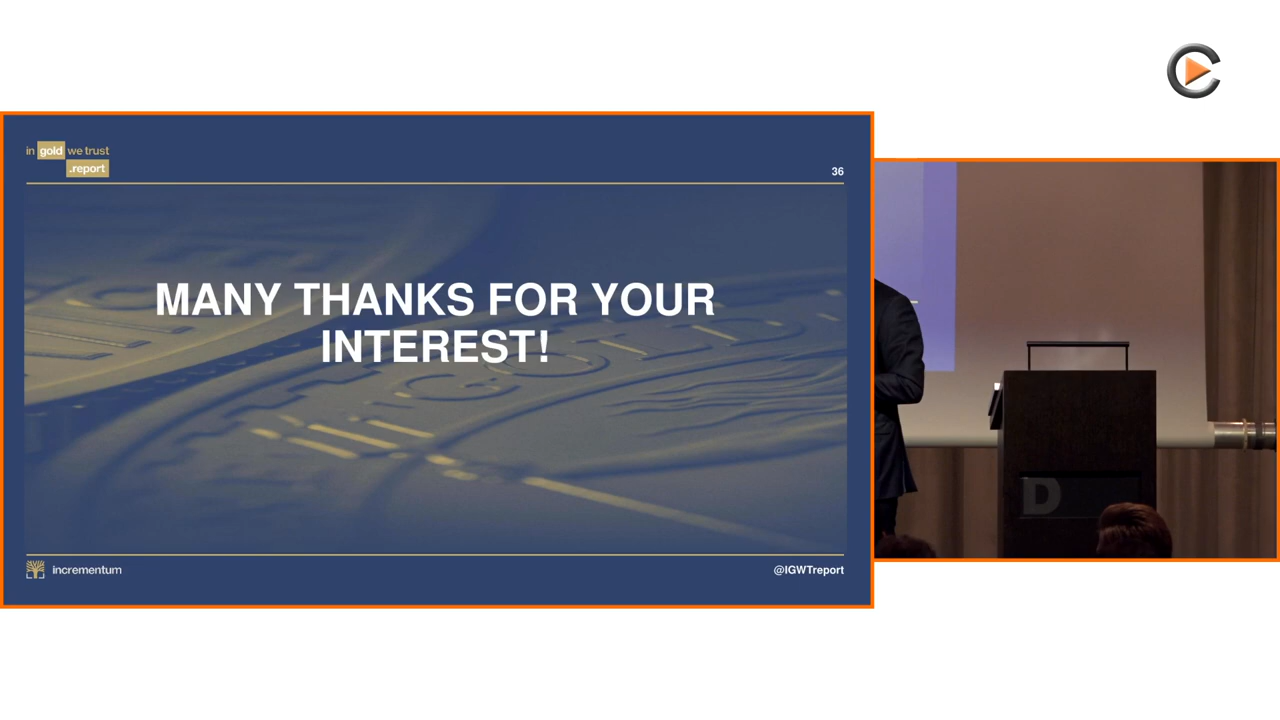 in gold we trust
.report
36
MANY THANKS FOR YOUR
INTEREST!
incrementum
@IGWTreport
D